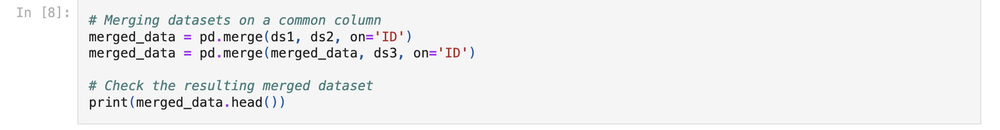 In [8]:
# Merging datasets on a common column
merged_data = pd.merge(ds1, ds2, on='ID')
merged_data = pd.merge(merged_data, ds3, on='ID')
# Check the resulting merged dataset
print(merged_data.head())